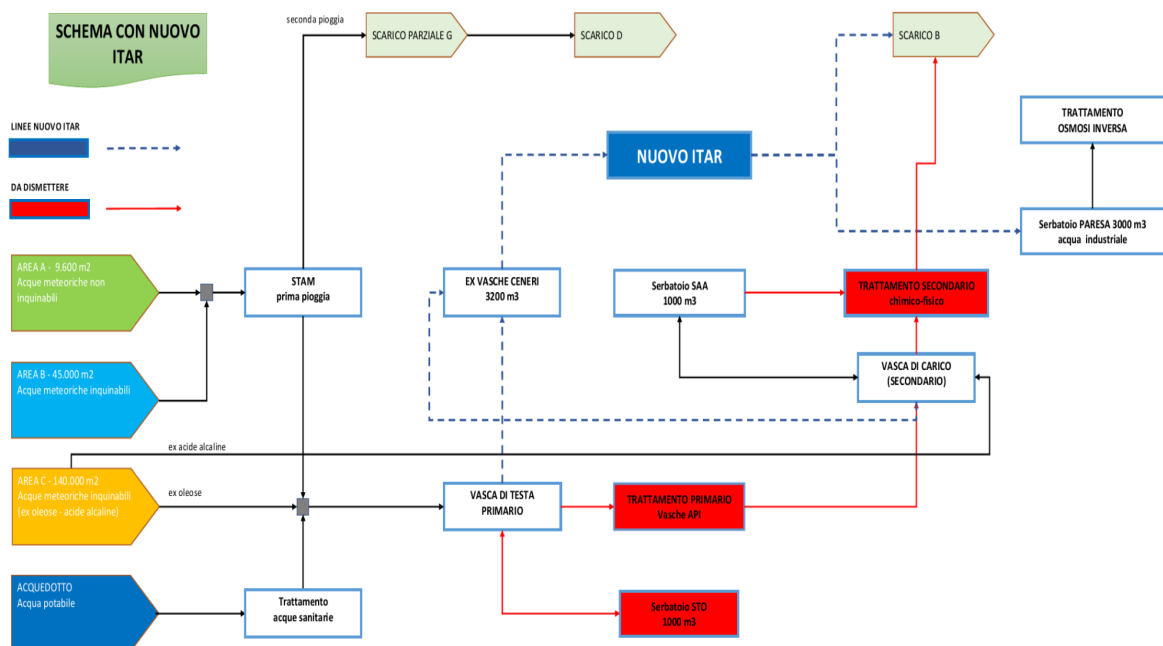 SCHEMA CON NUOVO
ITAR
seconda pioggia
SCARICO PARZIALE G
SCARICO D
SCARICO B
LINEE NUOVO ITAR
DA DISMETTERE
NUOVO ITAR
TRATTAMENTO
OSMOSI INVERSA
Serbatoio PARESA 3000 m3
acqua industriale
AREA A - 9.600 m2
Acque meteoriche non
inquinabili
STAM
prima pioggia
EX VASCHE CENERI
3200 m3
Serbatoio SAA
1000 m3
TRATTAMENTO SECONDARIO
chimico-fisico
AREA B - 45.000 m2
Acque meteoriche inquinabili
VASCA DI CARICO
(SECONDARIO)
ex acide alcaline
AREA C - 140.000 m2
Acque meteoriche inquinabili
(ex oleose - acide alcaline)
ex oleose
VASCA DI TESTA
PRIMARIO
TRATTAMENTO PRIMARIO
Vasche API
ACQUEDOTTO
Acqua potabile
Trattamento
acque sanitarie
Serbatoio STO
1000 m3